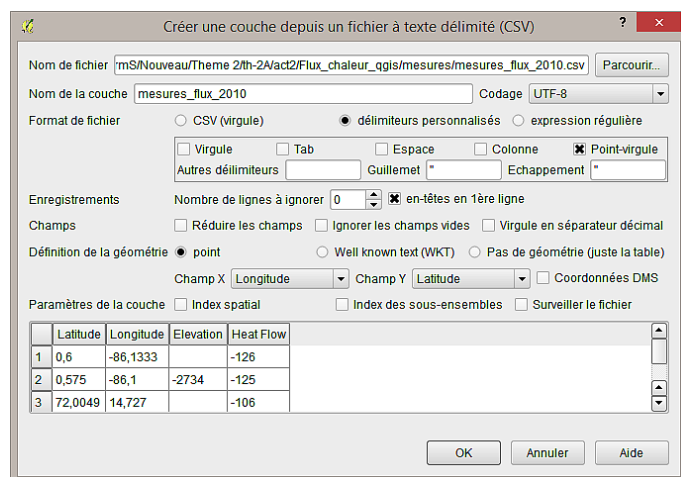 Créer une couche depuis un fichier à texte délimité (CSV) ? ×
Nom de fichier rmS/Nouveau/Theme 2/th-2A/act2/Flux_chaleur_qgis/mesures/mesures_flux_2010.csv Parcourir...
Nom de la couche mesures_flux_2010 Codage UTF-8
Format de fichier CSV (virgule) délimiteurs personnalisés expression régulière
Virgule Tab Espace Colonne Point-virgule
Autres déilimiteurs Guillemet " Echappement "
Enregistrements Nombre de lignes à ignorer 0 en-têtes en 1ère ligne
Champs Réduire les champs Ignorer les champs vides Virgule en séparateur décimal
Définition de la géométrie point Well known text (WKT) Pas de géométrie (juste la table)
Champ X Longitude Champ Y Latitude Coordonnées DMS
Paramètres de la couche Index spatial Index des sous-ensembles Surveiller le fichier
Latitude Longitude Elevation Heat Flow
1 0,6 -86,1333 -126
2 0,575 -86,1 -2734 -125
3 72,0049 14,727 -106
OK Annuler Aide